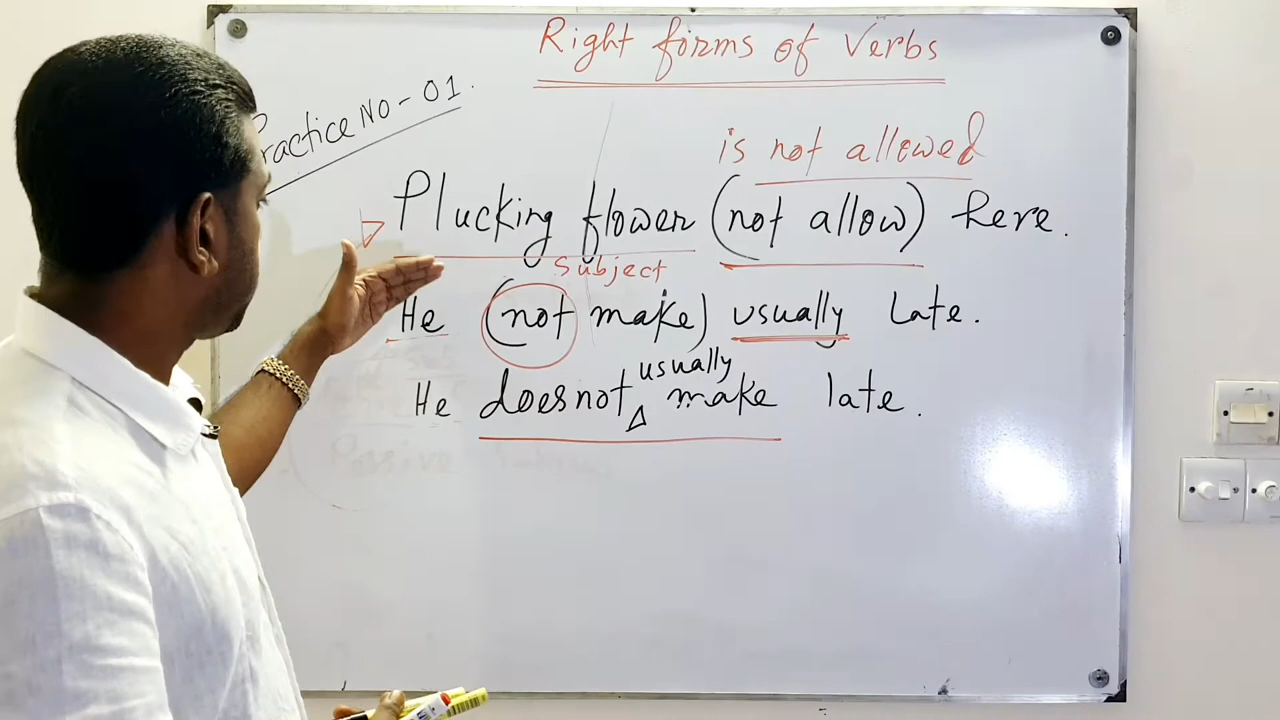 Right forms of Verbs
Practice No - 01.
is not allowed
Plucking flower (not allow) here.
Subject
He (not make) usually late.
usually
He doesnot make late.